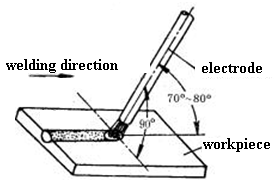 welding direction
electrode
70°~80°
90°
workpiece